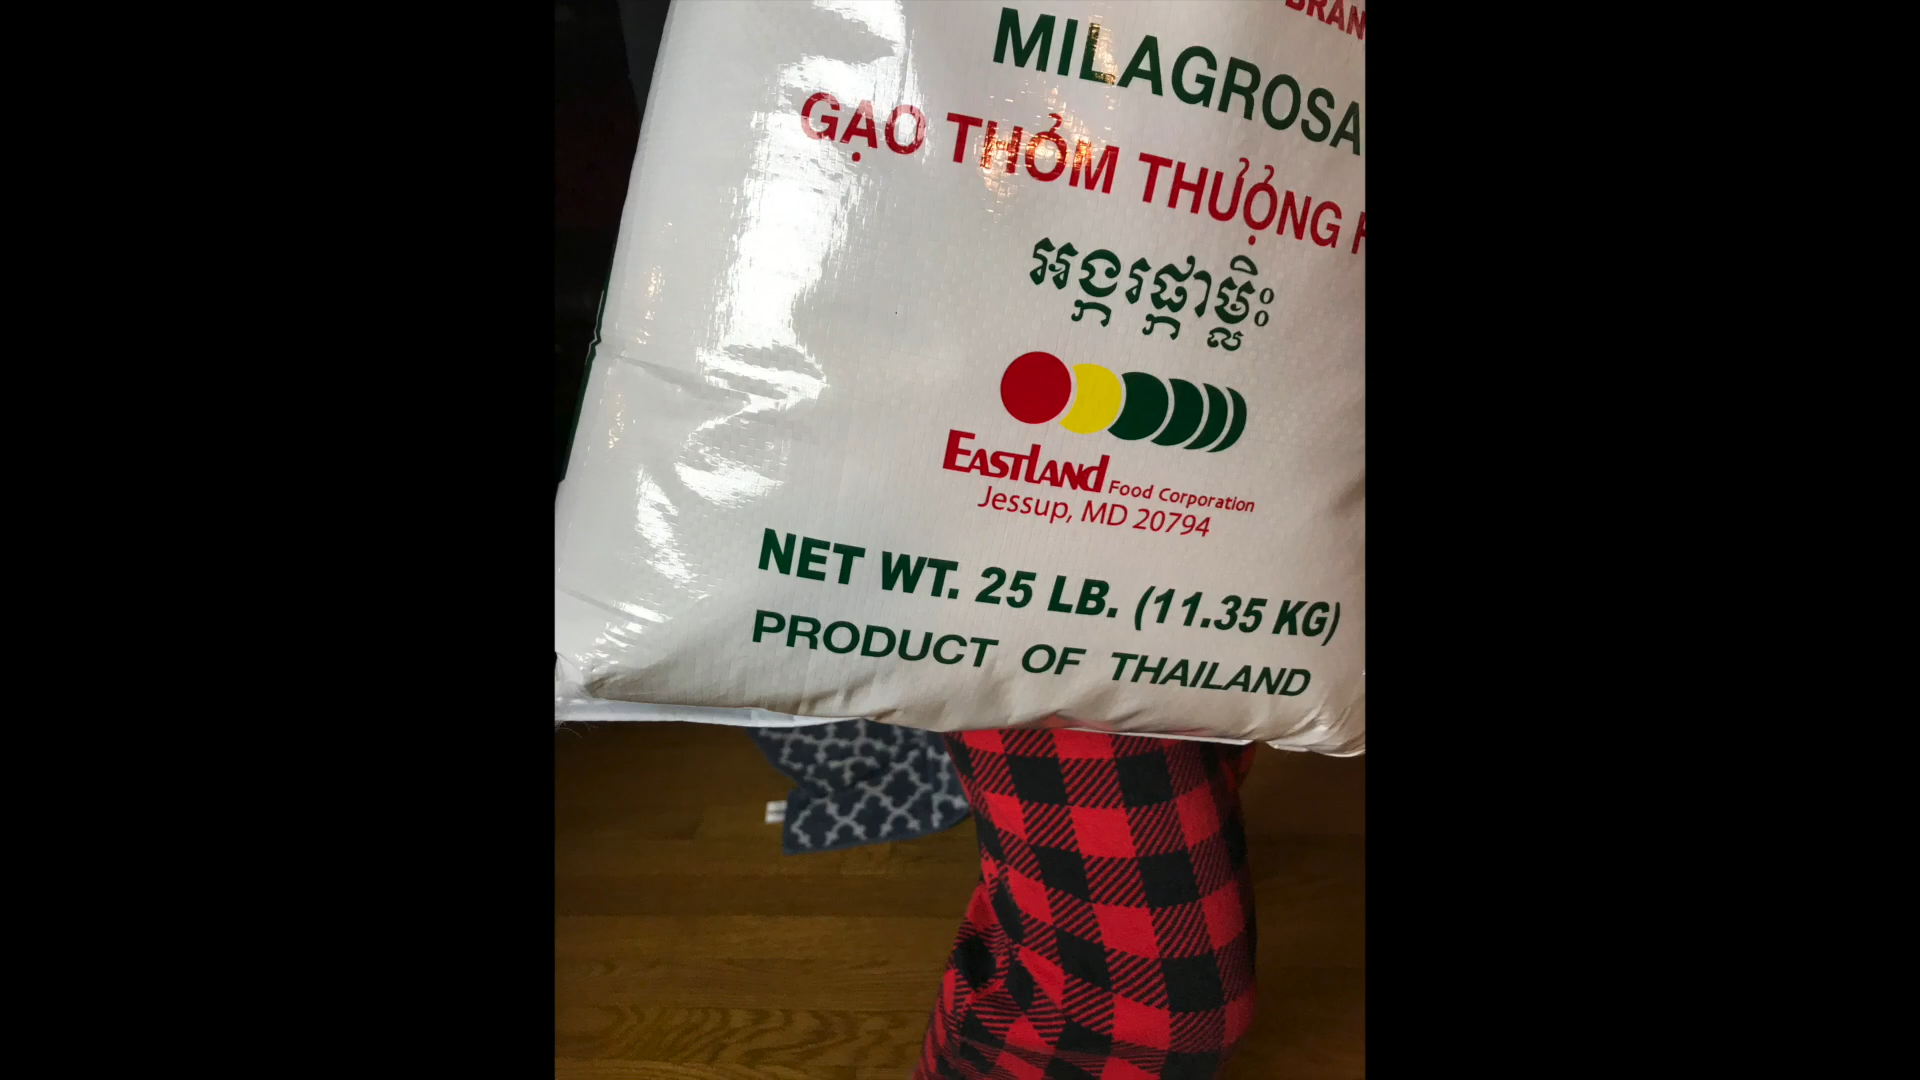 BRAN
MILAGROSA
GẠO THƠM THƯỢNG H
អង្ករផ្កាម្លិះ
EASTLAND Food Corporation
Jessup, MD 20794
NET WT. 25 LB. (11.35 KG)
PRODUCT OF THAILAND